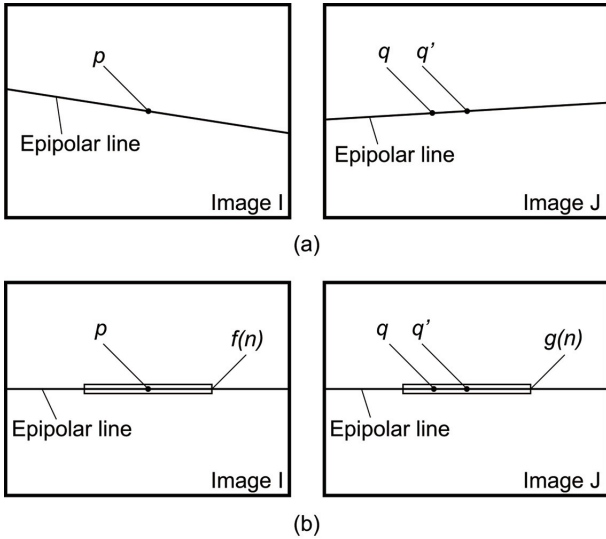 p
Epipolar line
Image I
q q’
Epipolar line
Image J
(a)
p
f(n)
Epipolar line
Image I
q q’
g(n)
Epipolar line
Image J
(b)